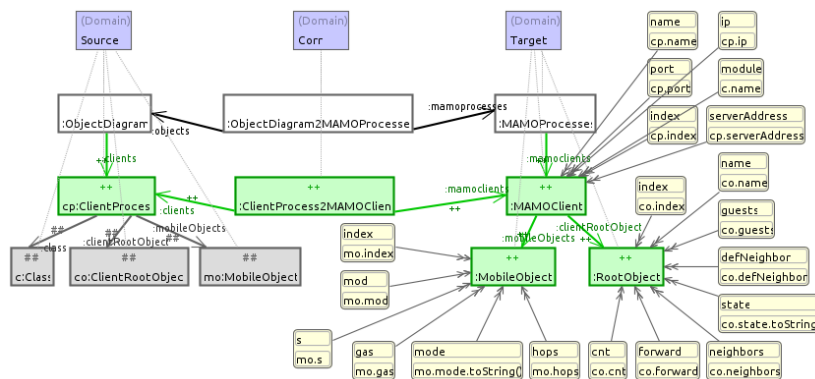 (Domain)
Source
(Domain)
Corr
(Domain)
Target
name
cp.name
ip
cp.ip
port
cp.port
module
c.name
index
cp.index
serverAddress
cp.serverAddress
:ObjectDiagram
:objects
:ObjectDiagram2MAMOProcesse
:mamoprocesses
:MAMOProcesses
++
:clients
++
:mamoclients
++
cp:ClientProces
++
:clients
++
:ClientProcess2MAMOClien
:mamoclients
++
++
:MAMOClient
name
co.name
index
co.index
guests
co.guests
defNeighbor
co.defNeighbor
state
co.state.toString
##
:class
##
:clientRootObject
##
:mobileObjects
##
c:Class
##
co:ClientRootObjec
##
mo:MobileObject
++
:mobileObjects
++
:clientRootObject
++
:MobileObject
++
:RootObject
index
mo.index
mod
mo.mod
s
mo.s
gas
mo.gas
mode
mo.mode.toString()
hops
mo.hops
cnt
co.cnt
forward
co.forward
neighbors
co.neighbors